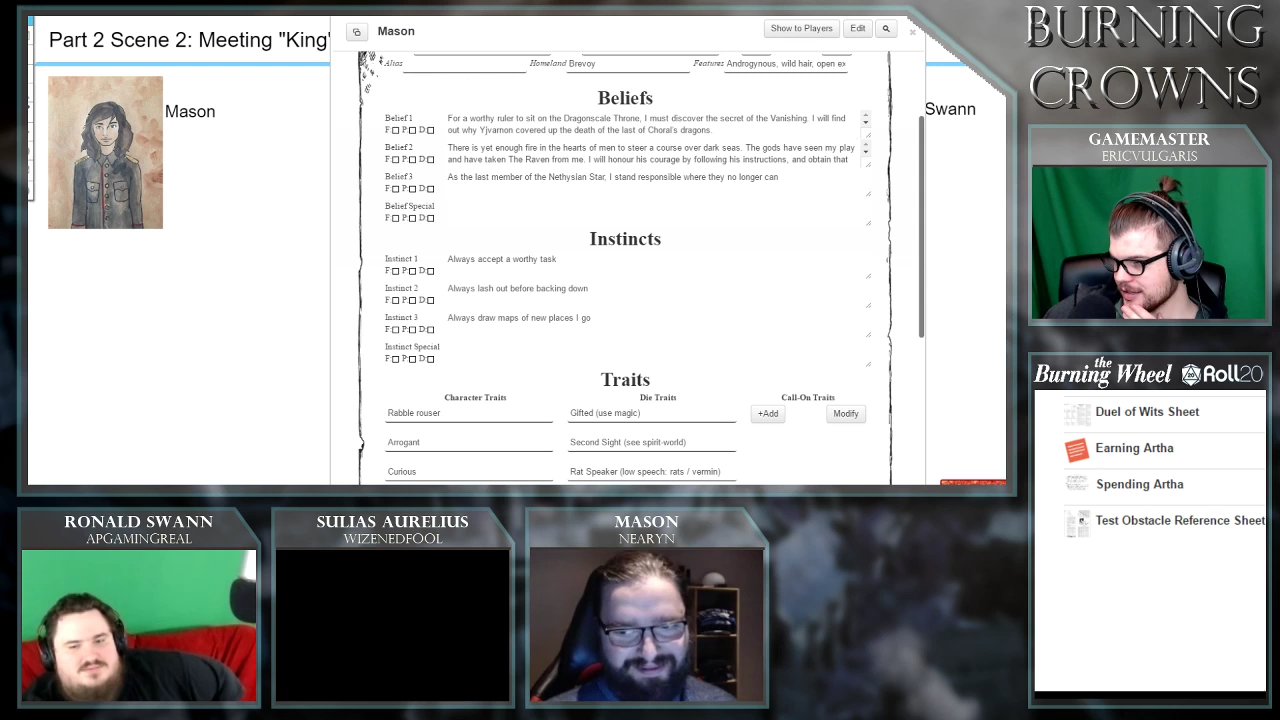 Part 2 Scene 2: Meeting "King"
Mason
Mason
Show to Players
Edit
Swann
Alias
Homeland Brevoy
Features Androgynous, wild hair, open ex
Beliefs
Belief 1
F: P: D:
For a worthy ruler to sit on the Dragonscale Throne, I must discover the secret of the Vanishing. I will find
out why Yjvarnon covered up the death of the last of Choral's dragons.
Belief 2
F: P: D:
There is yet enough fire in the hearts of men to steer a course over dark seas. The gods have seen my play
and have taken The Raven from me. I will honour his courage by following his instructions, and obtain that
Belief 3
F: P: D:
As the last member of the Nethysian Star, I stand responsible where they no longer can
Belief Special
F: P: D:
Instincts
Instinct 1
F: P: D:
Always accept a worthy task
Instinct 2
F: P: D:
Always lash out before backing down
Instinct 3
F: P: D:
Always draw maps of new places I go
Instinct Special
F: P: D:
Traits
Character Traits
Die Traits
Call-On Traits
Rabble rouser
Gifted (use magic)
+Add
Modify
Arrogant
Second Sight (see spirit-world)
Curious
Rat Speaker (low speech: rats / vermin)
BURNING
CROWNS
GAMEMASTER
ERICVULGARIS
the
Burning Wheel
Roll20
Duel of Wits Sheet
Earning Artha
Spending Artha
Test Obstacle Reference Sheet
RONALD SWANN
APGAMINGREAL
SULIAS AURELIUS
WIZENEDFOOL
MASON
NEARYN